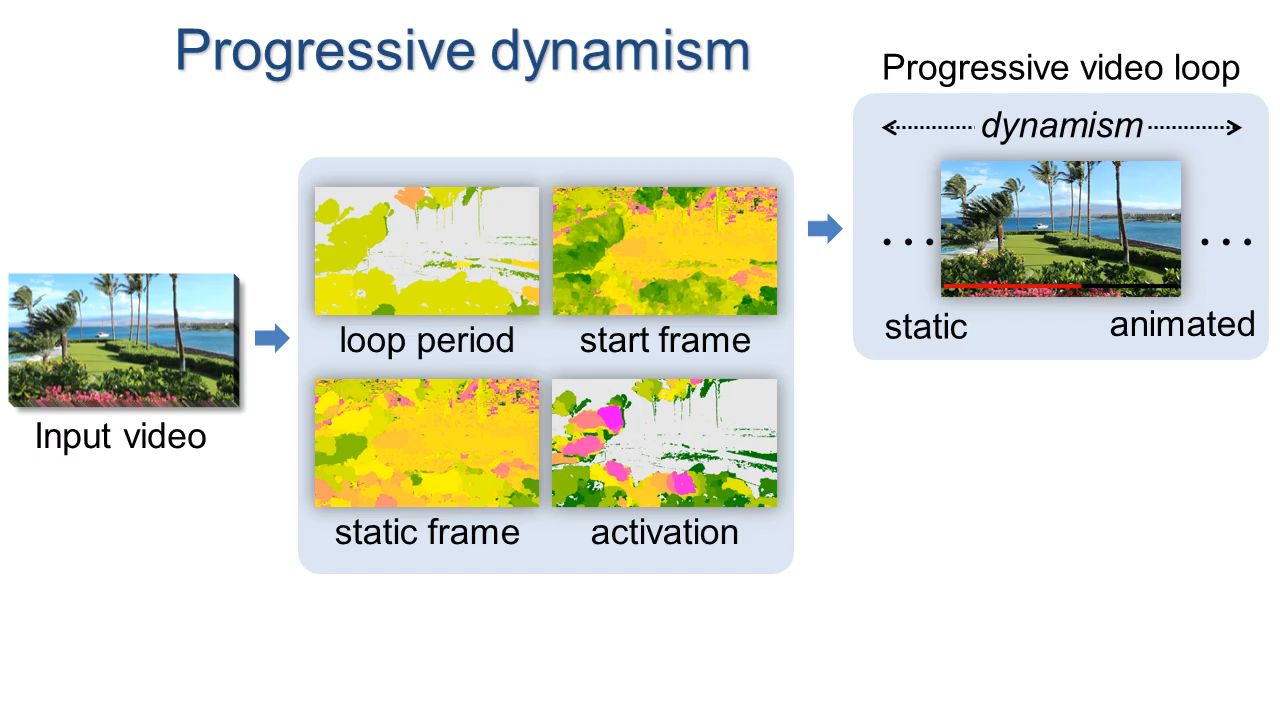 Progressive dynamism
Progressive video loop
dynamism
static
animated
Input video
loop period
start frame
static frame
activation